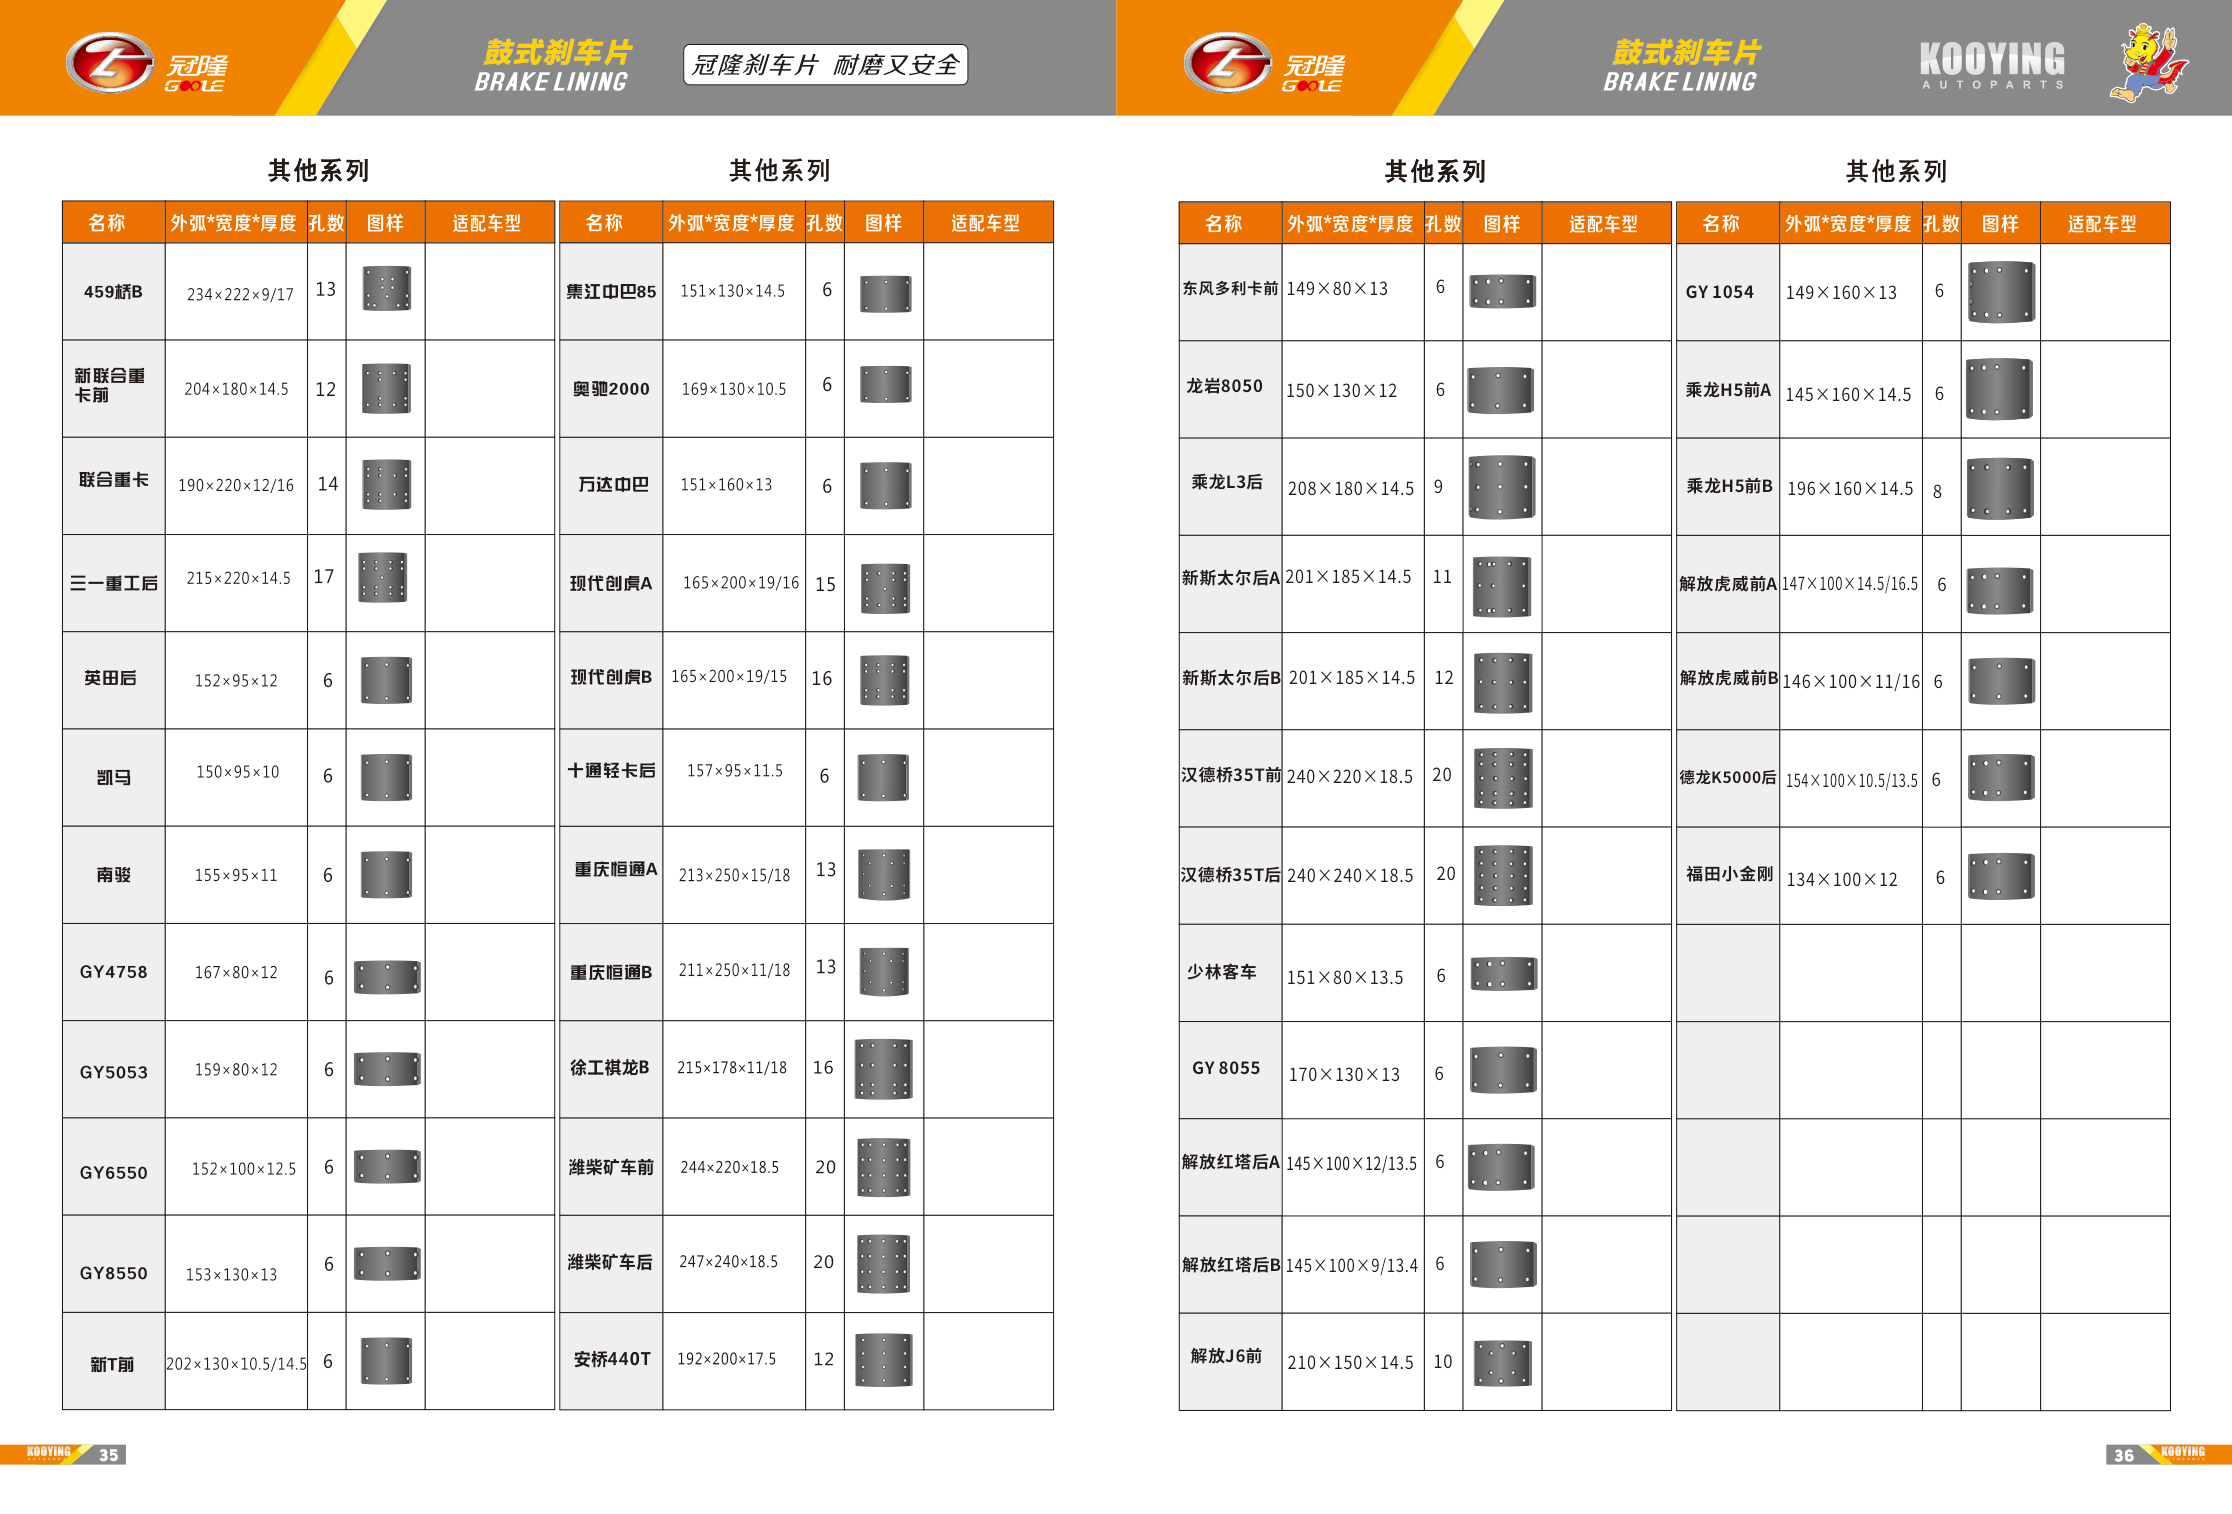 冠隆
GOOLE
鼓式刹车片
BRAKE LINING
冠隆刹车片 耐磨又安全
冠隆
GOOLE
鼓式刹车片
BRAKE LINING
KOOYING
AUTOPARTS
其他系列
名称 外弧*宽度*厚度 孔数 图样 适配车型
459桥B 234×222×9/17 13
新联合重
卡前 204×180×14.5 12
联合重卡 190×220×12/16 14
三一重工后 215×220×14.5 17
英田后 152×95×12 6
凯马 150×95×10 6
南骏 155×95×11 6
GY4758 167×80×12 6
GY5053 159×80×12 6
GY6550 152×100×12.5 6
GY8550 153×130×13 6
新T前 202×130×10.5/14.5 6
其他系列
名称 外弧*宽度*厚度 孔数 图样 适配车型
集江中巴85 151×130×14.5 6
奥驰2000 169×130×10.5 6
万达中巴 151×160×13 6
现代创虎A 165×200×19/16 15
现代创虎B 165×200×19/15 16
十通轻卡后 157×95×11.5 6
重庆恒通A 213×250×15/18 13
重庆恒通B 211×250×11/18 13
徐工祺龙B 215×178×11/18 16
潍柴矿车前 244×220×18.5 20
潍柴矿车后 247×240×18.5 20
安桥440T 192×200×17.5 12
其他系列
名称 外弧*宽度*厚度 孔数 图样 适配车型
东风多利卡前 149×80×13 6
龙岩8050 150×130×12 6
乘龙L3后 208×180×14.5 9
新斯太尔后A 201×185×14.5 11
新斯太尔后B 201×185×14.5 12
汉德桥35T前 240×220×18.5 20
汉德桥35T后 240×240×18.5 20
少林客车 151×80×13.5 6
GY 8055 170×130×13 6
解放红塔后A 145×100×12/13.5 6
解放红塔后B 145×100×9/13.4 6
解放J6前 210×150×14.5 10
其他系列
名称 外弧*宽度*厚度 孔数 图样 适配车型
GY 1054 149×160×13 6
乘龙H5前A 145×160×14.5 6
乘龙H5前B 196×160×14.5 8
解放虎威前A 147×100×14.5/16.5 6
解放虎威前B 146×100×11/16 6
德龙K5000后 154×100×10.5/13.5 6
福田小金刚 134×100×12 6
KOOYING
AUTOPARTS
35
36
KOOYING
AUTOPARTS